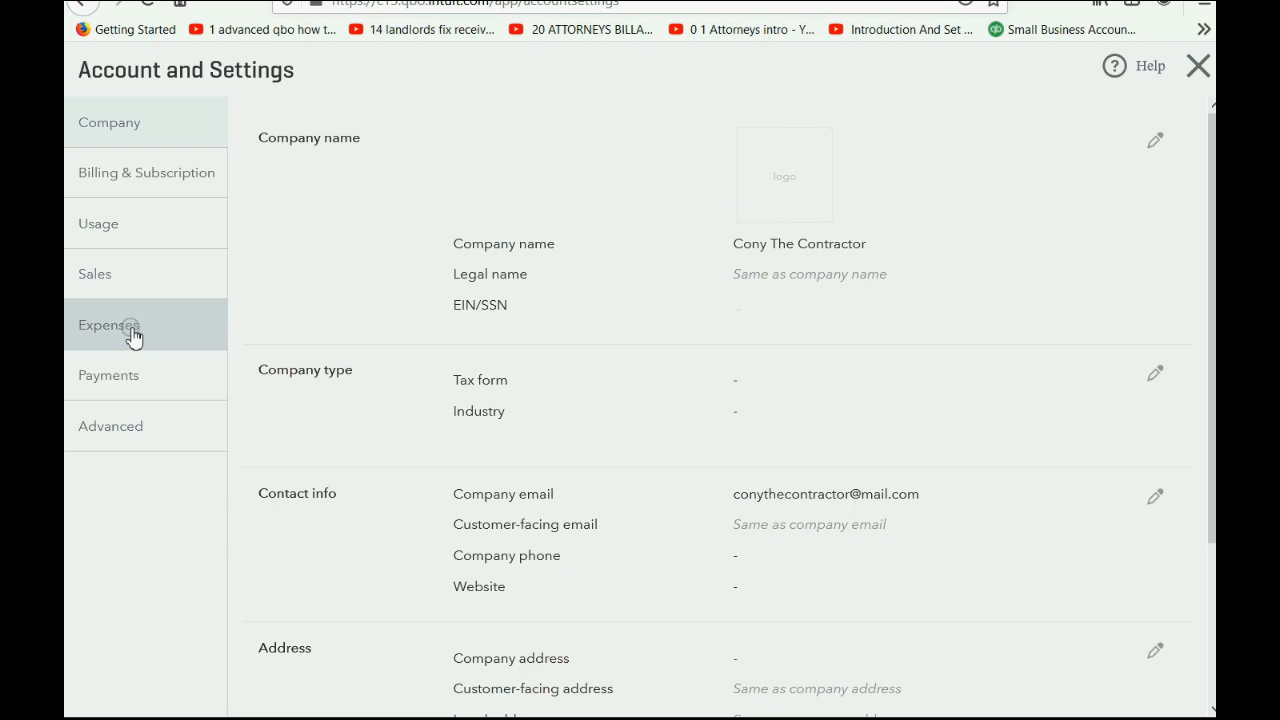 Getting Started
1 advanced qbo how t...
14 landlords fix receiv...
20 ATTORNEYS BILLA...
0 1 Attorneys intro - Y...
Introduction And Set ...
Small Business Accoun...
Account and Settings
? Help
Company
Billing & Subscription
Usage
Sales
Expenses
Payments
Advanced
Company name
logo
Company name Cony The Contractor
Legal name Same as company name
EIN/SSN
Company type
Tax form -
Industry -
Contact info
Company email conythecontractor@mail.com
Customer-facing email Same as company email
Company phone -
Website -
Address
Company address -
Customer-facing address Same as company address